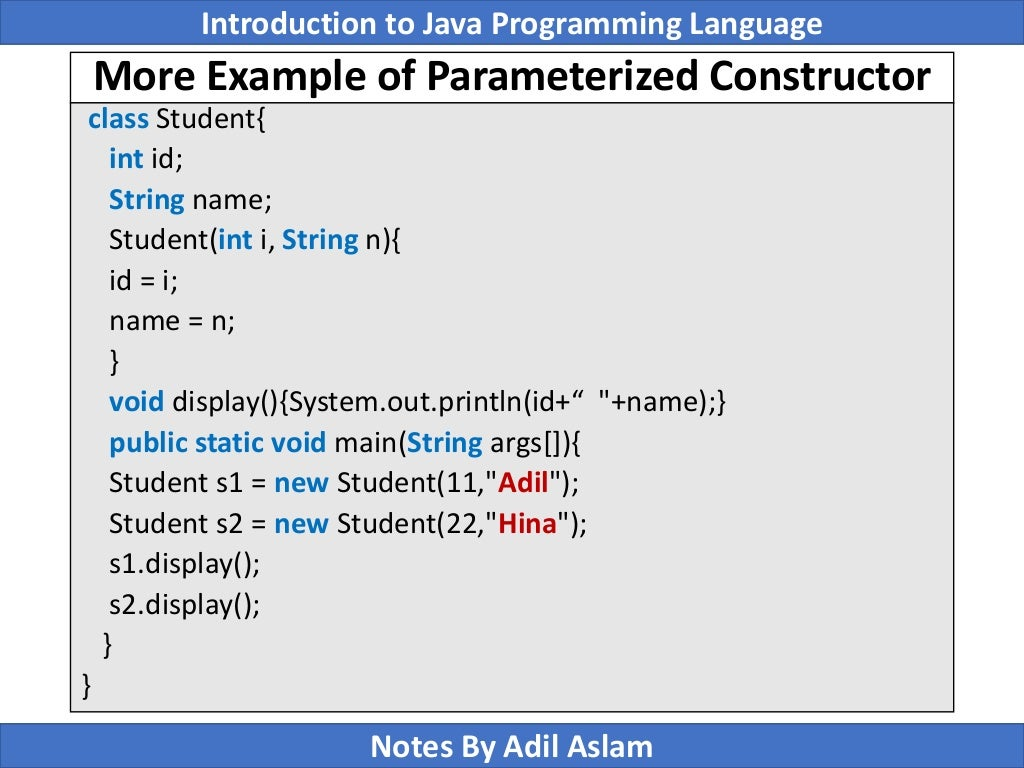 Introduction to Java Programming Language
More Example of Parameterized Constructor
class Student{
int id;
String name;
Student(int i, String n){
id = i;
name = n;
}
void display(){System.out.println(id+“  "+name);}
public static void main(String args[]){
Student s1 = new Student(11,"Adil");
Student s2 = new Student(22,"Hina");
s1.display();
s2.display();
}
}
Notes By Adil Aslam